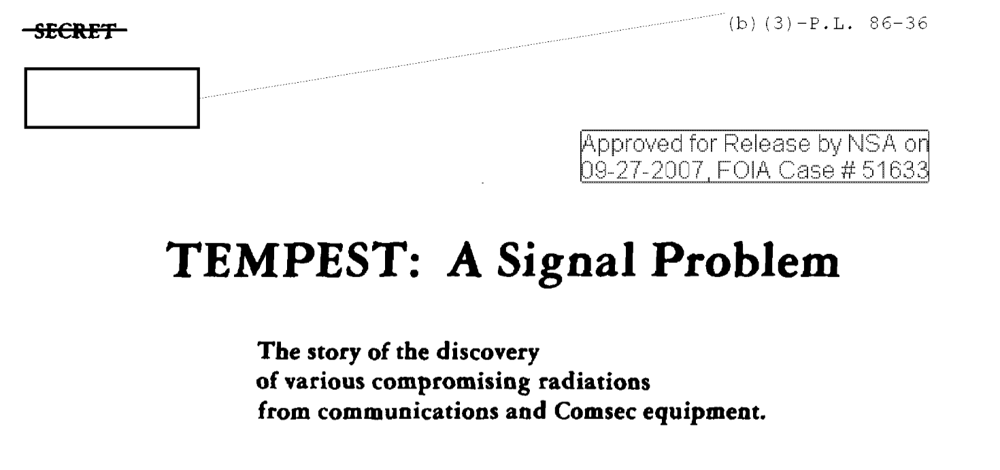 SECRET
(b)(3)-P.L. 86-36
Approved for Release by NSA on
09-27-2007, FOIA Case # 51633
TEMPEST: A Signal Problem
The story of the discovery
of various compromising radiations
from communications and Comsec equipment.